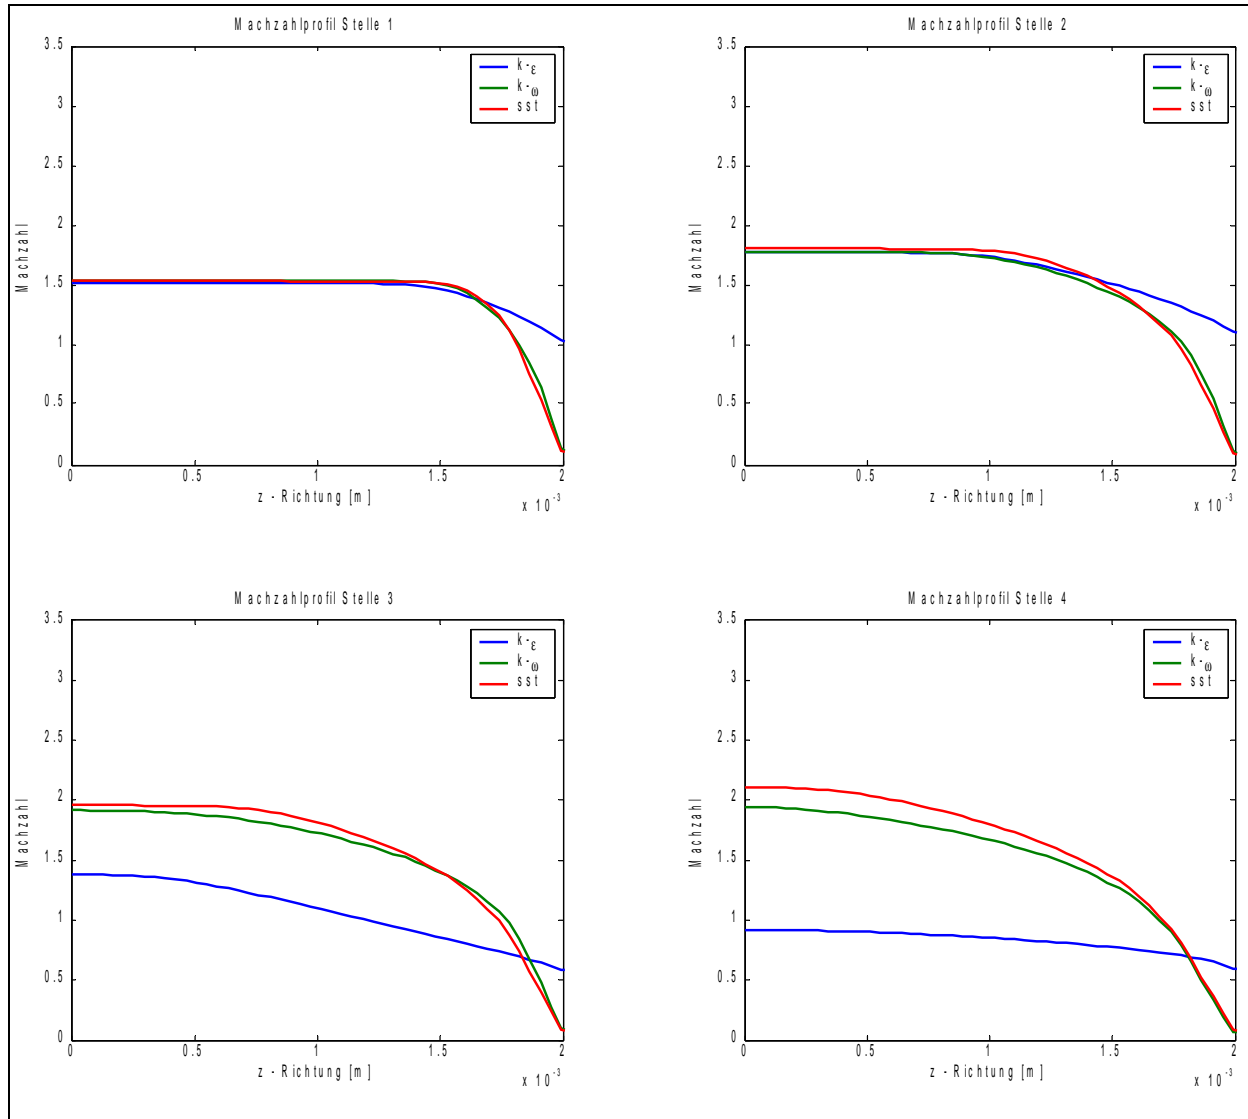 Machzahlprofil Stelle 1
3.5
3
2.5
2
1.5
1
0.5
0
Machzahl
k-ε
k-ω
sst
0 0.5 1 1.5 2
z - Richtung [m]
x 10⁻³
Machzahlprofil Stelle 2
3.5
3
2.5
2
1.5
1
0.5
0
Machzahl
k-ε
k-ω
sst
0 0.5 1 1.5 2
z - Richtung [m]
x 10⁻³
Machzahlprofil Stelle 3
3.5
3
2.5
2
1.5
1
0.5
0
Machzahl
k-ε
k-ω
sst
0 0.5 1 1.5 2
z - Richtung [m]
x 10⁻³
Machzahlprofil Stelle 4
3.5
3
2.5
2
1.5
1
0.5
0
Machzahl
k-ε
k-ω
sst
0 0.5 1 1.5 2
z - Richtung [m]
x 10⁻³